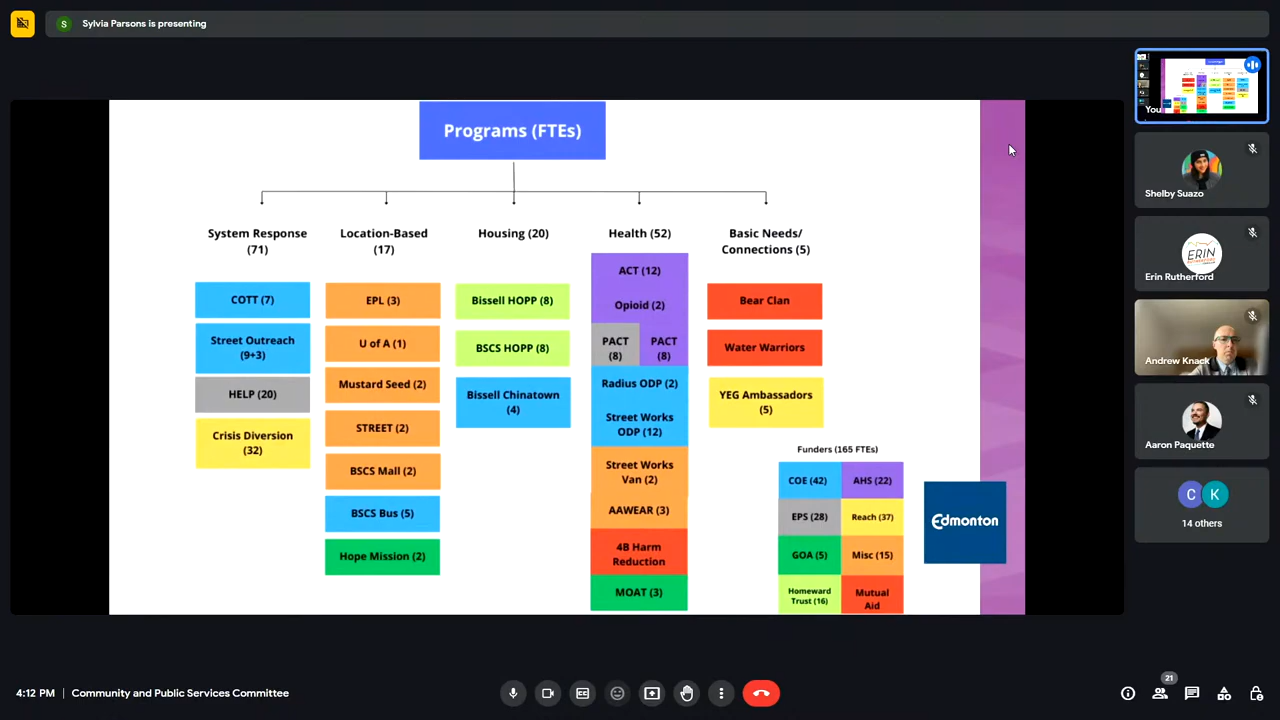 S
Sylvia Parsons is presenting
Programs (FTEs)
System Response
(71)
Location-Based
(17)
Housing (20)
Health (52)
Basic Needs/
Connections (5)
COTT (7)
Street Outreach
(9+3)
HELP (20)
Crisis Diversion
(32)
EPL (3)
U of A (1)
Mustard Seed (2)
STREET (2)
BSCS Mall (2)
BSCS Bus (5)
Hope Mission (2)
Bissell HOPP (8)
BSCS HOPP (8)
Bissell Chinatown
(4)
ACT (12)
Opioid (2)
PACT
(8)
PACT
(8)
Radius ODP (2)
Street Works
ODP (12)
Street Works
Van (2)
AAWEAR (3)
4B Harm
Reduction
MOAT (3)
Bear Clan
Water Warriors
YEG Ambassadors
(5)
Funders (165 FTEs)
COE (42)
AHS (22)
EPS (28)
Reach (37)
GOA (5)
Misc (15)
Homeward
Trust (16)
Mutual
Aid
Edmonton
You
Shelby Suazo
ERIN
RUTHERFORD
Erin Rutherford
Andrew Knack
Aaron Paquette
C
K
14 others
4:12 PM | Community and Public Services Committee
21